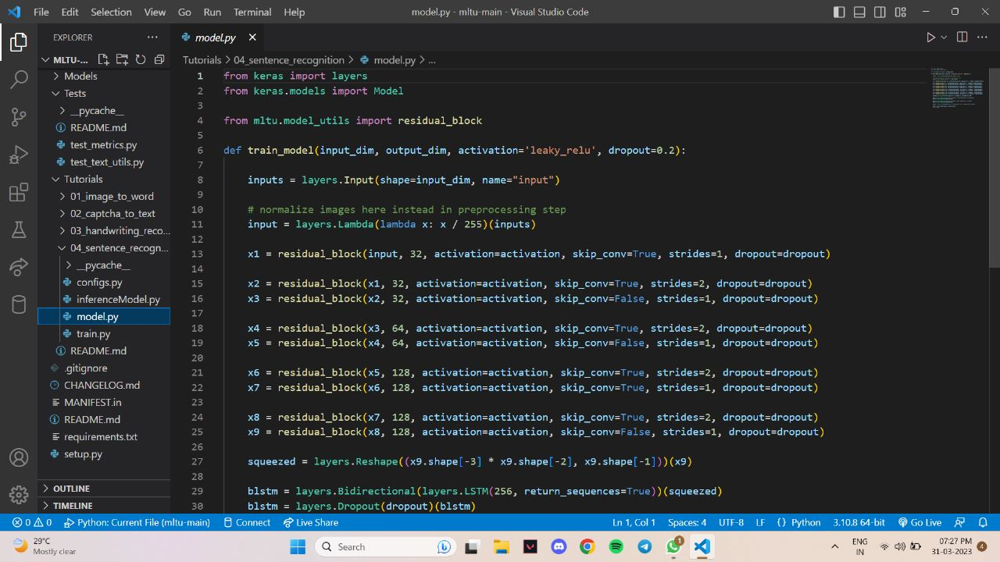 File Edit Selection View Go Run Terminal Help
model.py - mltu-main - Visual Studio Code
EXPLORER
MLTU-...
Models
Tests
__pycache__
README.md
test_metrics.py
test_text_utils.py
Tutorials
01_image_to_word
02_captcha_to_text
03_handwriting_reco...
04_sentence_recogn...
__pycache__
configs.py
inferenceModel.py
model.py
train.py
README.md
.gitignore
CHANGELOG.md
MANIFEST.in
README.md
requirements.txt
setup.py
OUTLINE
TIMELINE
model.py
Tutorials > 04_sentence_recognition > model.py > ...
1 from keras import layers
2 from keras.models import Model
3
4 from mltu.model_utils import residual_block
5
6 def train_model(input_dim, output_dim, activation='leaky_relu', dropout=0.2):
7
8 inputs = layers.Input(shape=input_dim, name="input")
9
10 # normalize images here instead in preprocessing step
11 input = layers.Lambda(lambda x: x / 255)(inputs)
12
13 x1 = residual_block(input, 32, activation=activation, skip_conv=True, strides=1, dropout=dropout)
14
15 x2 = residual_block(x1, 32, activation=activation, skip_conv=True, strides=2, dropout=dropout)
16 x3 = residual_block(x2, 32, activation=activation, skip_conv=False, strides=1, dropout=dropout)
17
18 x4 = residual_block(x3, 64, activation=activation, skip_conv=True, strides=2, dropout=dropout)
19 x5 = residual_block(x4, 64, activation=activation, skip_conv=False, strides=1, dropout=dropout)
20
21 x6 = residual_block(x5, 128, activation=activation, skip_conv=True, strides=2, dropout=dropout)
22 x7 = residual_block(x6, 128, activation=activation, skip_conv=True, strides=1, dropout=dropout)
23
24 x8 = residual_block(x7, 128, activation=activation, skip_conv=True, strides=2, dropout=dropout)
25 x9 = residual_block(x8, 128, activation=activation, skip_conv=False, strides=1, dropout=dropout)
26
27 squeezed = layers.Reshape((x9.shape[-3] * x9.shape[-2], x9.shape[-1]))(x9)
28
29 blstm = layers.Bidirectional(layers.LSTM(256, return_sequences=True))(squeezed)
30 blstm = layers.Dropout(dropout)(blstm)
0 0 Python: Current File (mltu-main) Connect Live Share
Ln 1, Col 1 Spaces: 4 UTF-8 LF {} Python 3.10.8 64-bit Go Live
29°C
Mostly clear
Search
1
ENG
IN
07:27 PM
31-03-2023
4